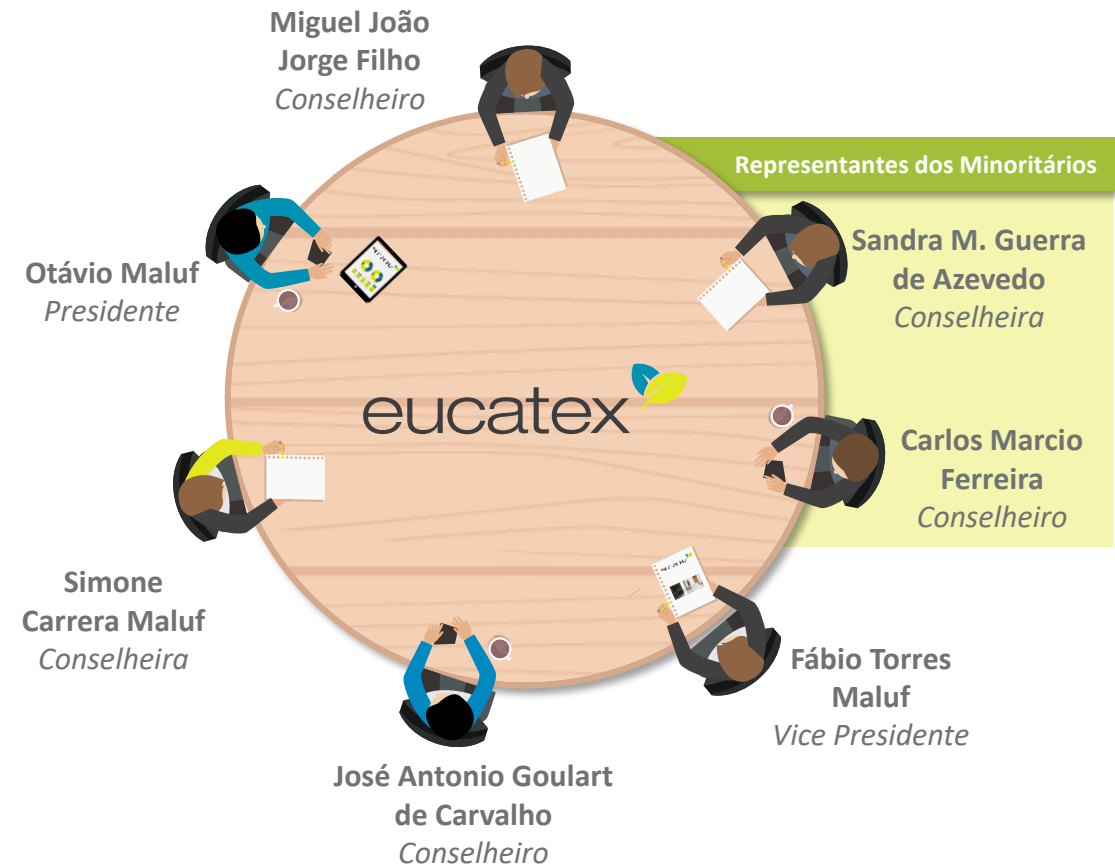 Miguel João
Jorge Filho
Conselheiro
Representantes dos Minoritários
Sandra M. Guerra
de Azevedo
Conselheira
Otávio Maluf
Presidente
eucatex
Carlos Marcio
Ferreira
Conselheiro
Simone
Carrera Maluf
Conselheira
Fábio Torres
Maluf
Vice Presidente
José Antonio Goulart
de Carvalho
Conselheiro